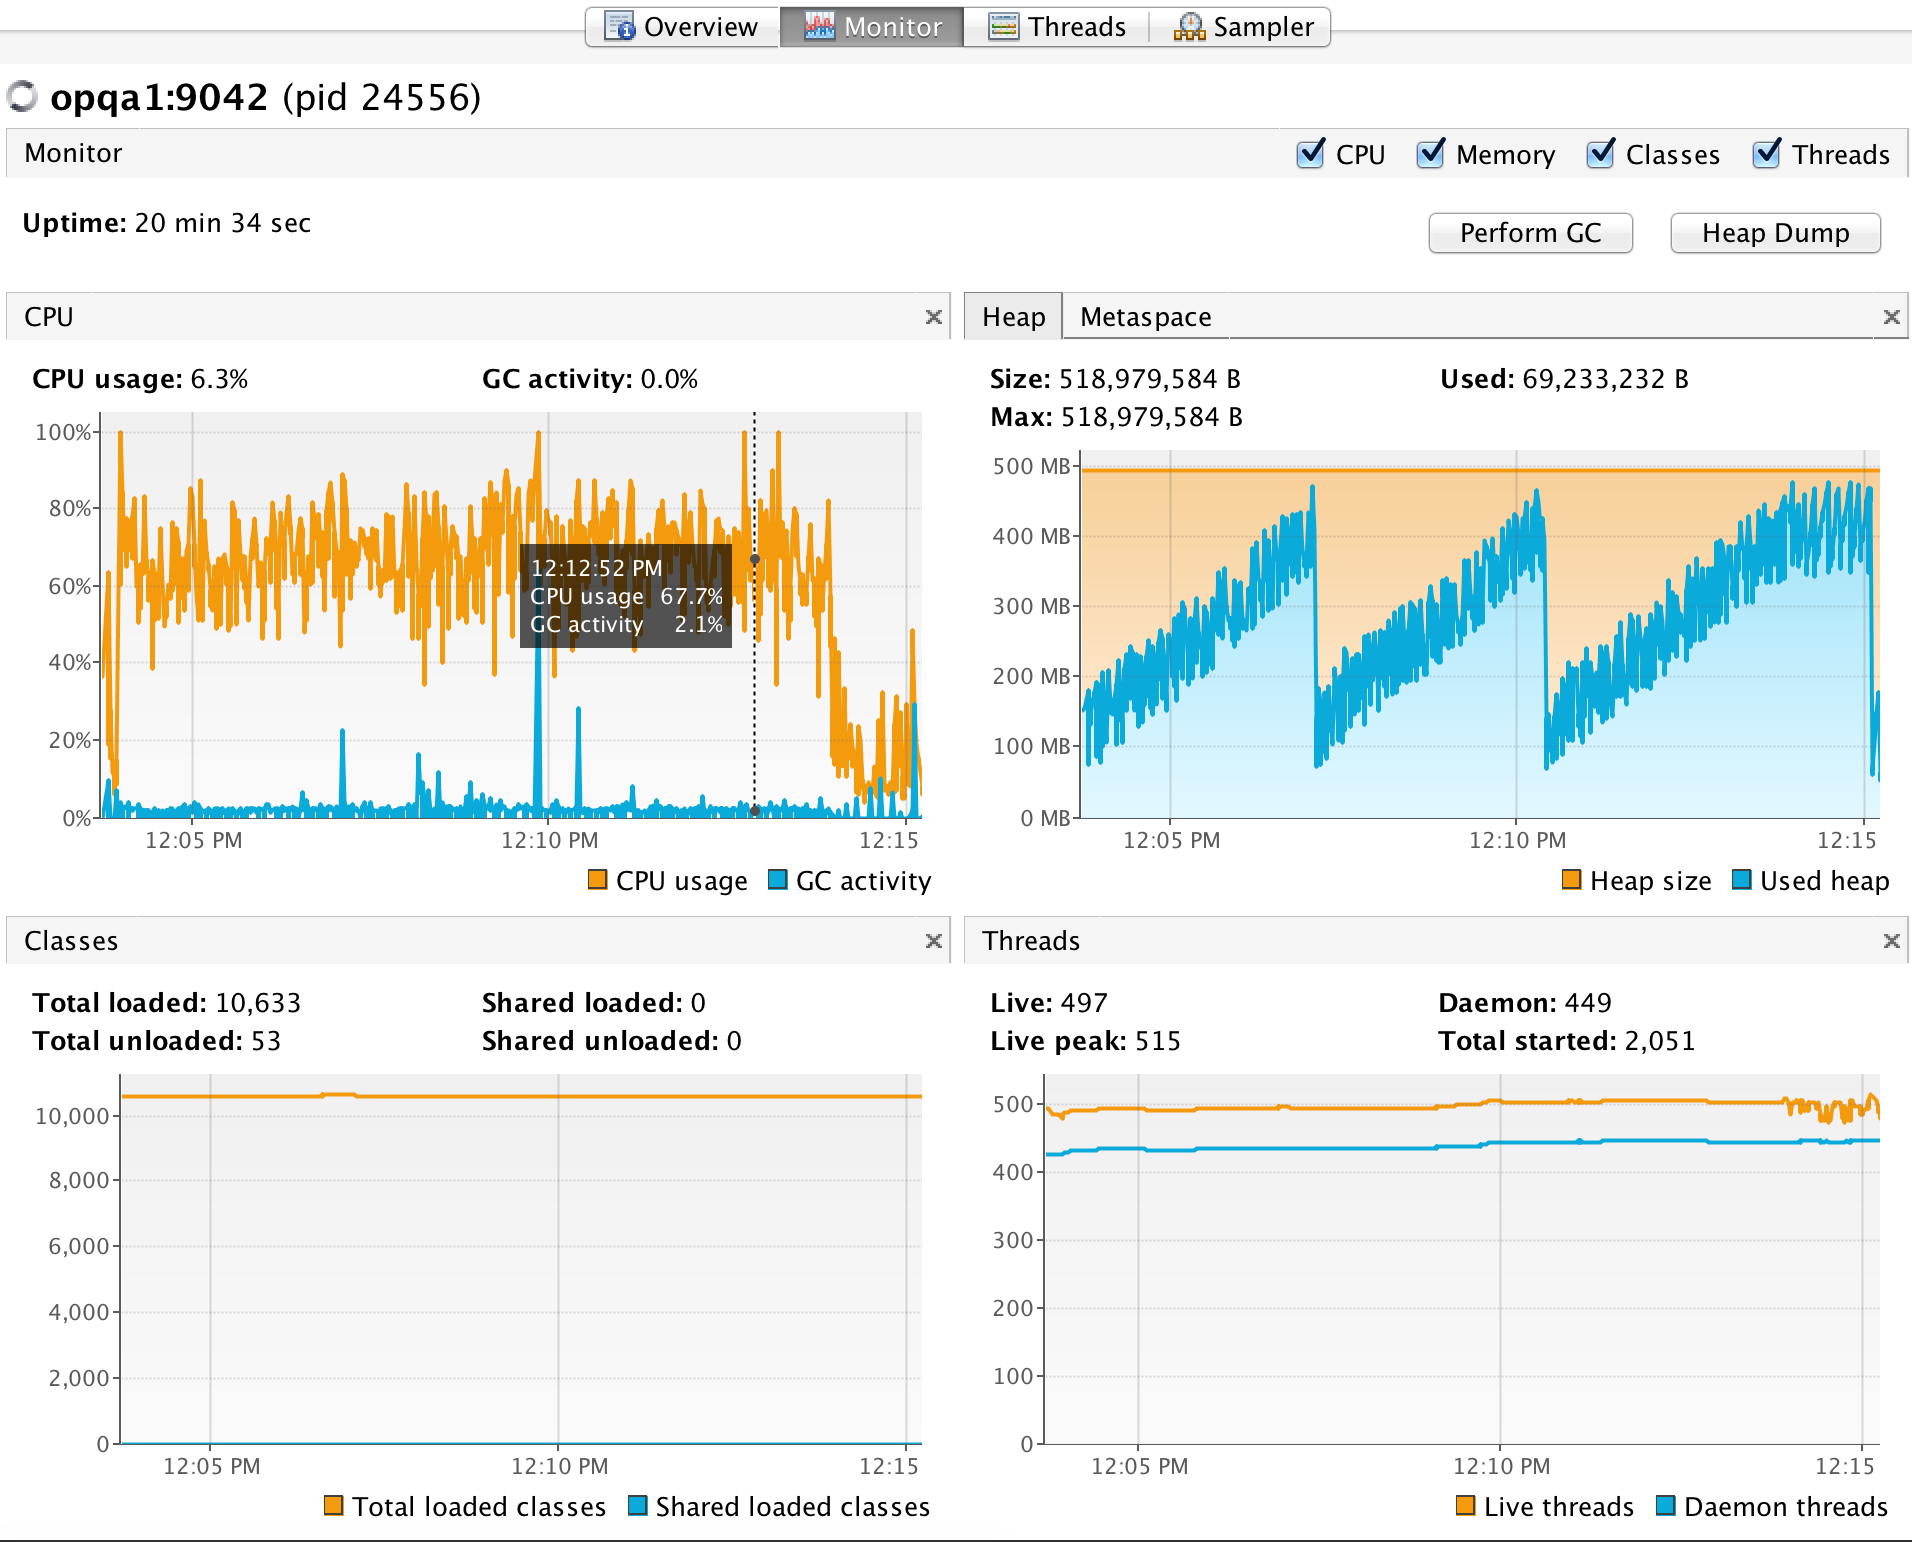 Overview Monitor Threads Sampler
opqa1:9042 (pid 24556)
Monitor CPU Memory Classes Threads
Uptime: 20 min 34 sec
Perform GC Heap Dump
CPU
CPU usage: 6.3% GC activity: 0.0%
100%
80%
60%
40%
20%
0%
12:12:52 PM
CPU usage 67.7%
GC activity 2.1%
12:05 PM 12:10 PM 12:15
CPU usage GC activity
Heap Metaspace
Size: 518,979,584 B Used: 69,233,232 B
Max: 518,979,584 B
500 MB
400 MB
300 MB
200 MB
100 MB
0 MB
12:05 PM 12:10 PM 12:15
Heap size Used heap
Classes
Total loaded: 10,633 Shared loaded: 0
Total unloaded: 53 Shared unloaded: 0
10,000
8,000
6,000
4,000
2,000
0
12:05 PM 12:10 PM 12:15
Total loaded classes Shared loaded classes
Threads
Live: 497 Daemon: 449
Live peak: 515 Total started: 2,051
500
400
300
200
100
0
12:05 PM 12:10 PM 12:15
Live threads Daemon threads